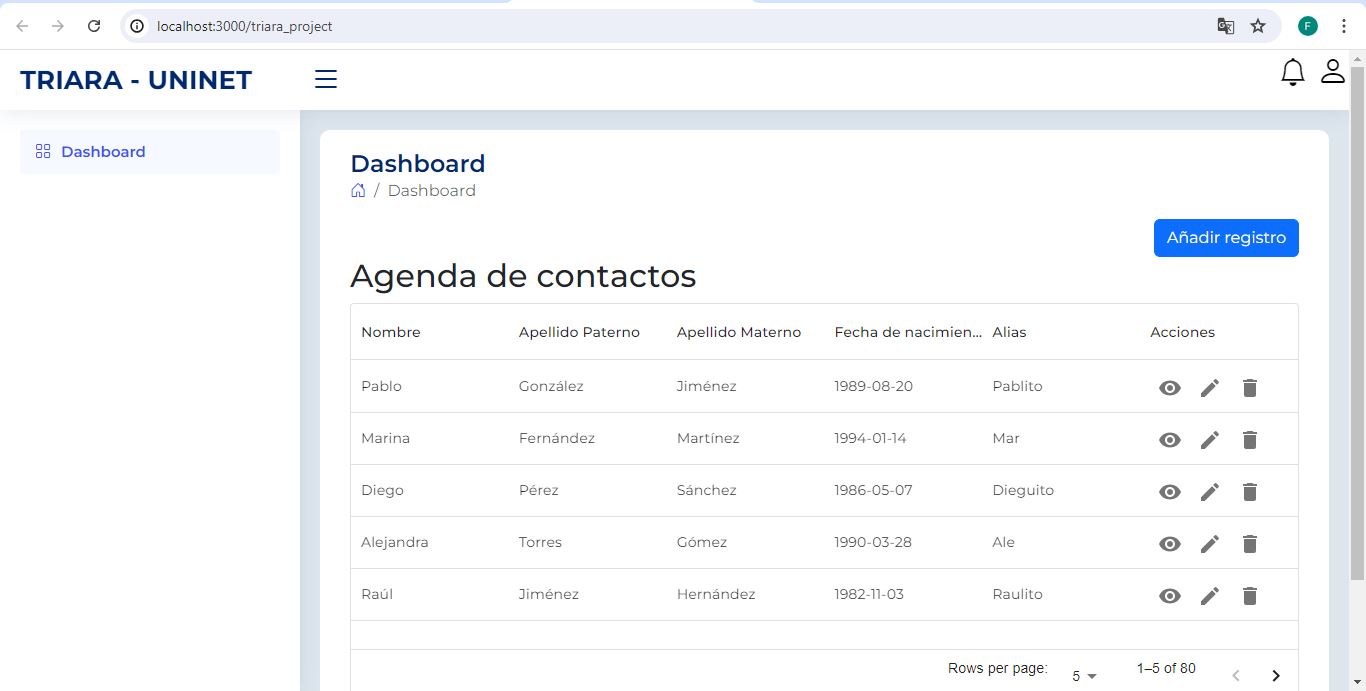 localhost:3000/triara_project
F
TRIARA - UNINET
Dashboard
Dashboard
/ Dashboard
Añadir registro
Agenda de contactos
Nombre Apellido Paterno Apellido Materno Fecha de nacimien... Alias Acciones
Pablo González Jiménez 1989-08-20 Pablito
Marina Fernández Martínez 1994-01-14 Mar
Diego Pérez Sánchez 1986-05-07 Dieguito
Alejandra Torres Gómez 1990-03-28 Ale
Raúl Jiménez Hernández 1982-11-03 Raulito
Rows per page: 5 1–5 of 80